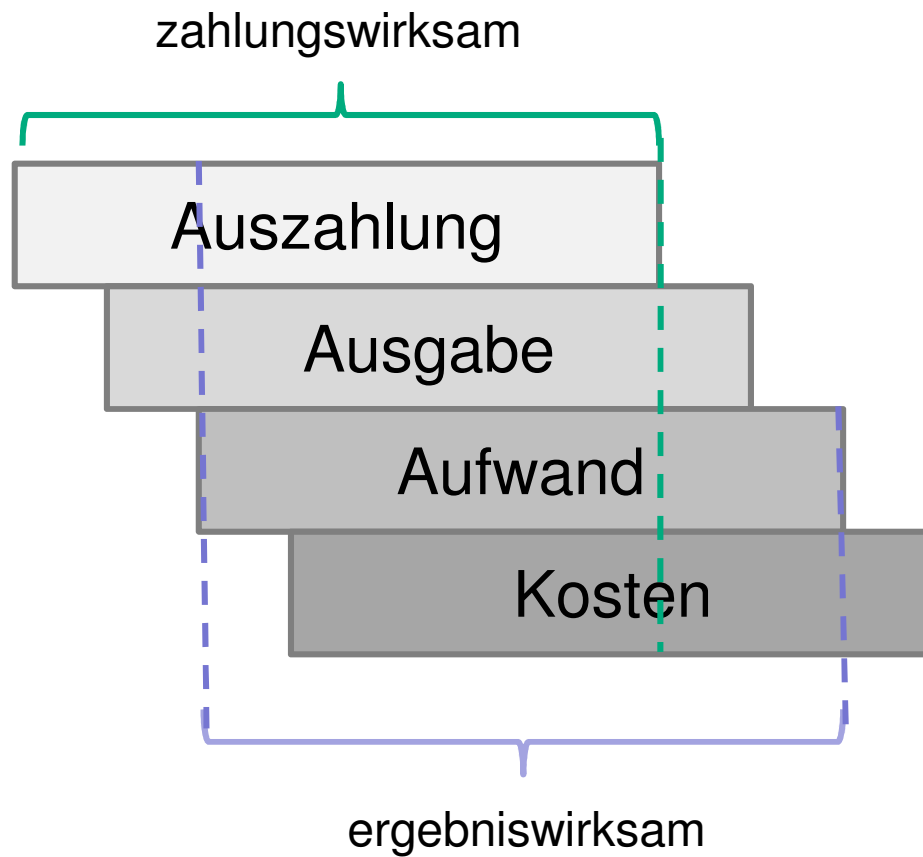 zahlungswirksam
Auszahlung
Ausgabe
Aufwand
Kosten
ergebniswirksam